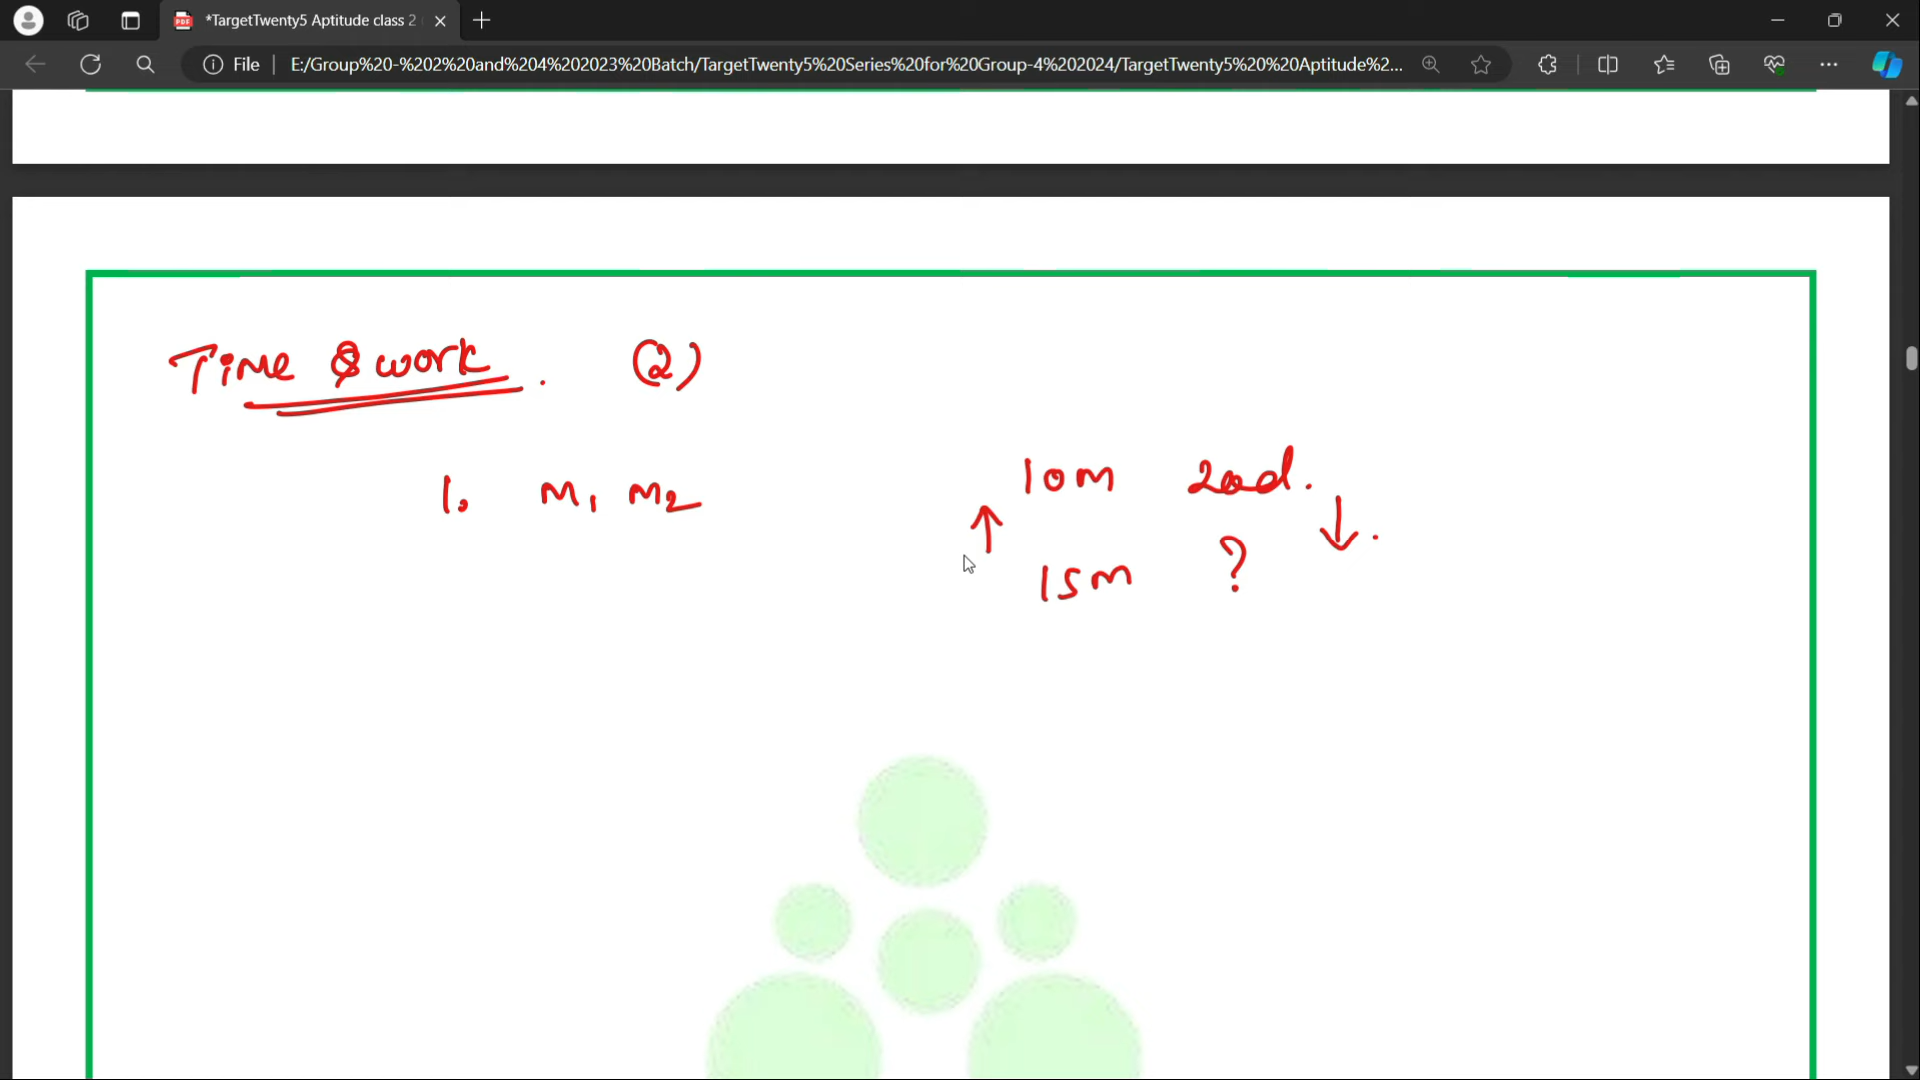 *TargetTwenty5 Aptitude class 2
File
E:/Group%20-%202%20and%204%202023%20Batch/TargetTwenty5%20Series%20for%20Group-4%202024/TargetTwenty5%20%20Aptitude%2...
Time & work. (2)
1. M1 M2
10M 20d.
15M ?